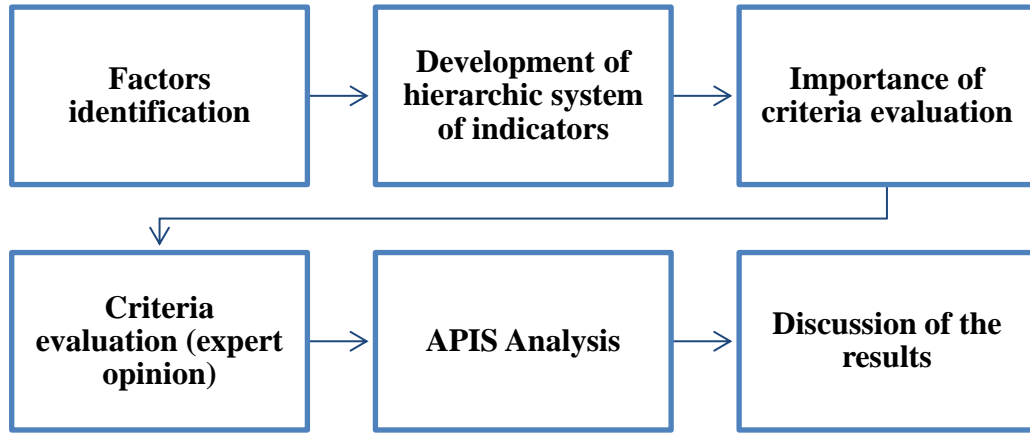 Factors
identification
Development of
hierarchic system
of indicators
Importance of
criteria evaluation
Criteria
evaluation (expert
opinion)
APIS Analysis
Discussion of the
results